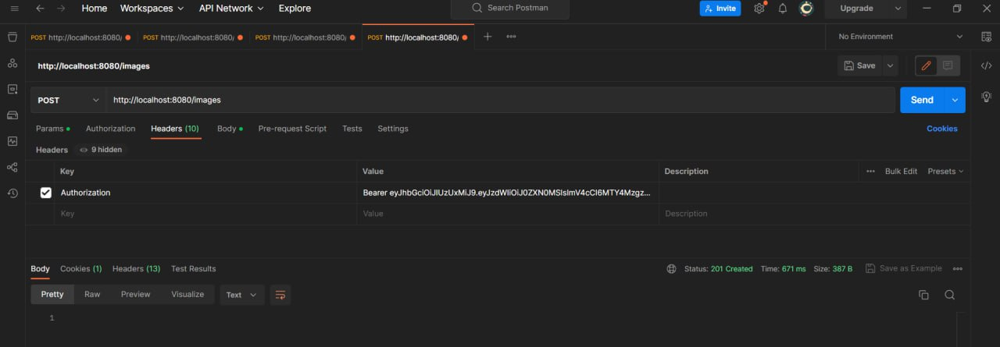 Home Workspaces API Network Explore Search Postman Invite Upgrade
POST http://localhost:8080/ POST http://localhost:8080/ POST http://localhost:8080/ POST http://localhost:8080/ No Environment
http://localhost:8080/images Save
POST http://localhost:8080/images Send
Params Authorization Headers (10) Body Pre-request Script Tests Settings Cookies
Headers 9 hidden
Key Value Description Bulk Edit Presets
Authorization Bearer eyJhbGciOiJIUzUxMiJ9.eyJzdWIiOiJ0ZXN0MSIsImV4cCI6MTY4Mzgz...
Key Value Description
Body Cookies (1) Headers (13) Test Results Status: 201 Created Time: 671 ms Size: 387 B Save as Example
Pretty Raw Preview Visualize Text
1